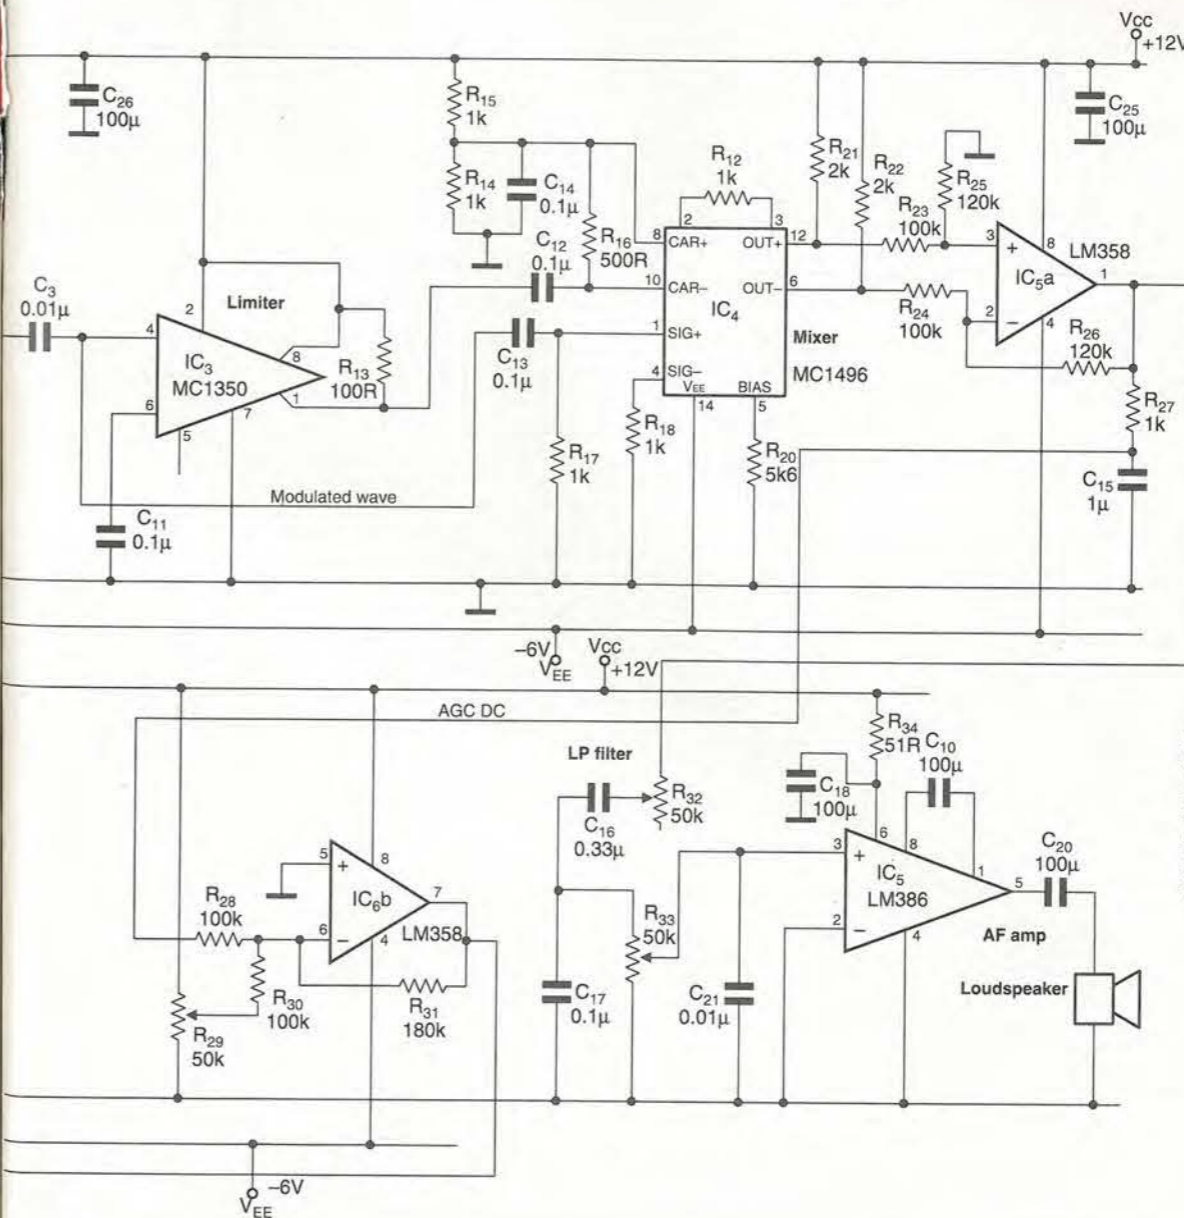 VCC
+12V
C26
100μ
R15
1k
R14
1k
C14
0.1μ
R12
1k
R21
2k
R22
2k
R25
120k
C25
100μ
R23
100k
C12
0.1μ
R16
500R
2
3
8
CAR+
OUT+
12
3
8
LM358
+
IC5a
1
C3
0.01μ
Limiter
10
CAR−
OUT−
6
IC4
2
−
4
R24
100k
2
4
IC3
MC1350
8
R13
100R
1
C13
0.1μ
1
SIG+
Mixer
R26
120k
4
SIG−
VEE
BIAS
MC1496
6
7
5
14
5
R18
1k
R27
1k
R17
1k
R20
5k6
C15
1μ
Modulated wave
C11
0.1μ
−6V
VEE
VCC
+12V
AGC DC
R34
51R
C10
100μ
LP filter
C18
100μ
C16
0.33μ
R32
50k
6
8
3
+
1
C20
100μ
5
+
8
IC6b
7
IC5
LM386
5
R28
100k
6
−
4
LM358
R33
50k
2
−
4
AF amp
R30
100k
R31
180k
C17
0.1μ
C21
0.01μ
Loudspeaker
R29
50k
−6V
VEE